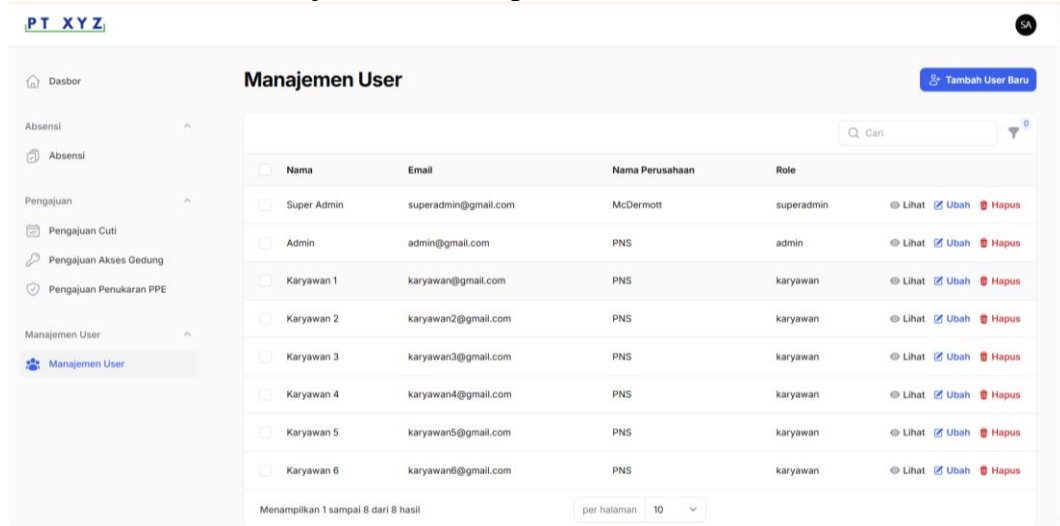 PT XYZ
SA
Dasbor
Absensi
Absensi
Pengajuan
Pengajuan Cuti
Pengajuan Akses Gedung
Pengajuan Penukaran PPE
Manajemen User
Manajemen User
Manajemen User
Tambah User Baru
Cari
0
Nama Email Nama Perusahaan Role
Super Admin superadmin@gmail.com McDermott superadmin Lihat Ubah Hapus
Admin admin@gmail.com PNS admin Lihat Ubah Hapus
Karyawan 1 karyawan@gmail.com PNS karyawan Lihat Ubah Hapus
Karyawan 2 karyawan2@gmail.com PNS karyawan Lihat Ubah Hapus
Karyawan 3 karyawan3@gmail.com PNS karyawan Lihat Ubah Hapus
Karyawan 4 karyawan4@gmail.com PNS karyawan Lihat Ubah Hapus
Karyawan 5 karyawan5@gmail.com PNS karyawan Lihat Ubah Hapus
Karyawan 6 karyawan6@gmail.com PNS karyawan Lihat Ubah Hapus
Menampilkan 1 sampai 8 dari 8 hasil per halaman 10